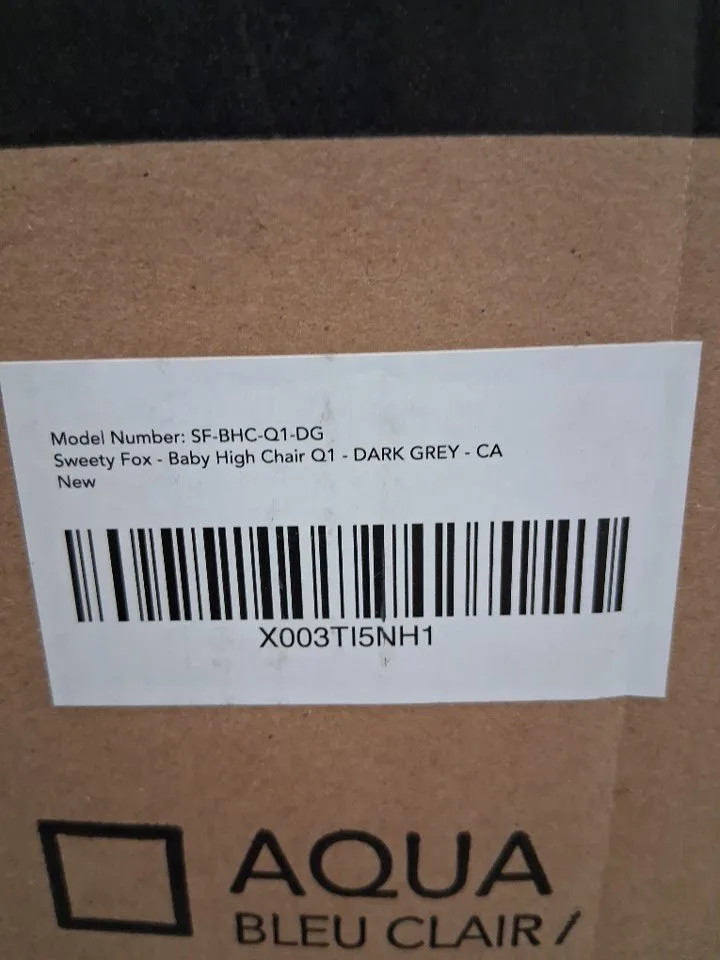 Model Number: SF-BHC-Q1-DG
Sweety Fox - Baby High Chair Q1 - DARK GREY - CA
New
X003TI5NH1
AQUA
BLEU CLAIR /